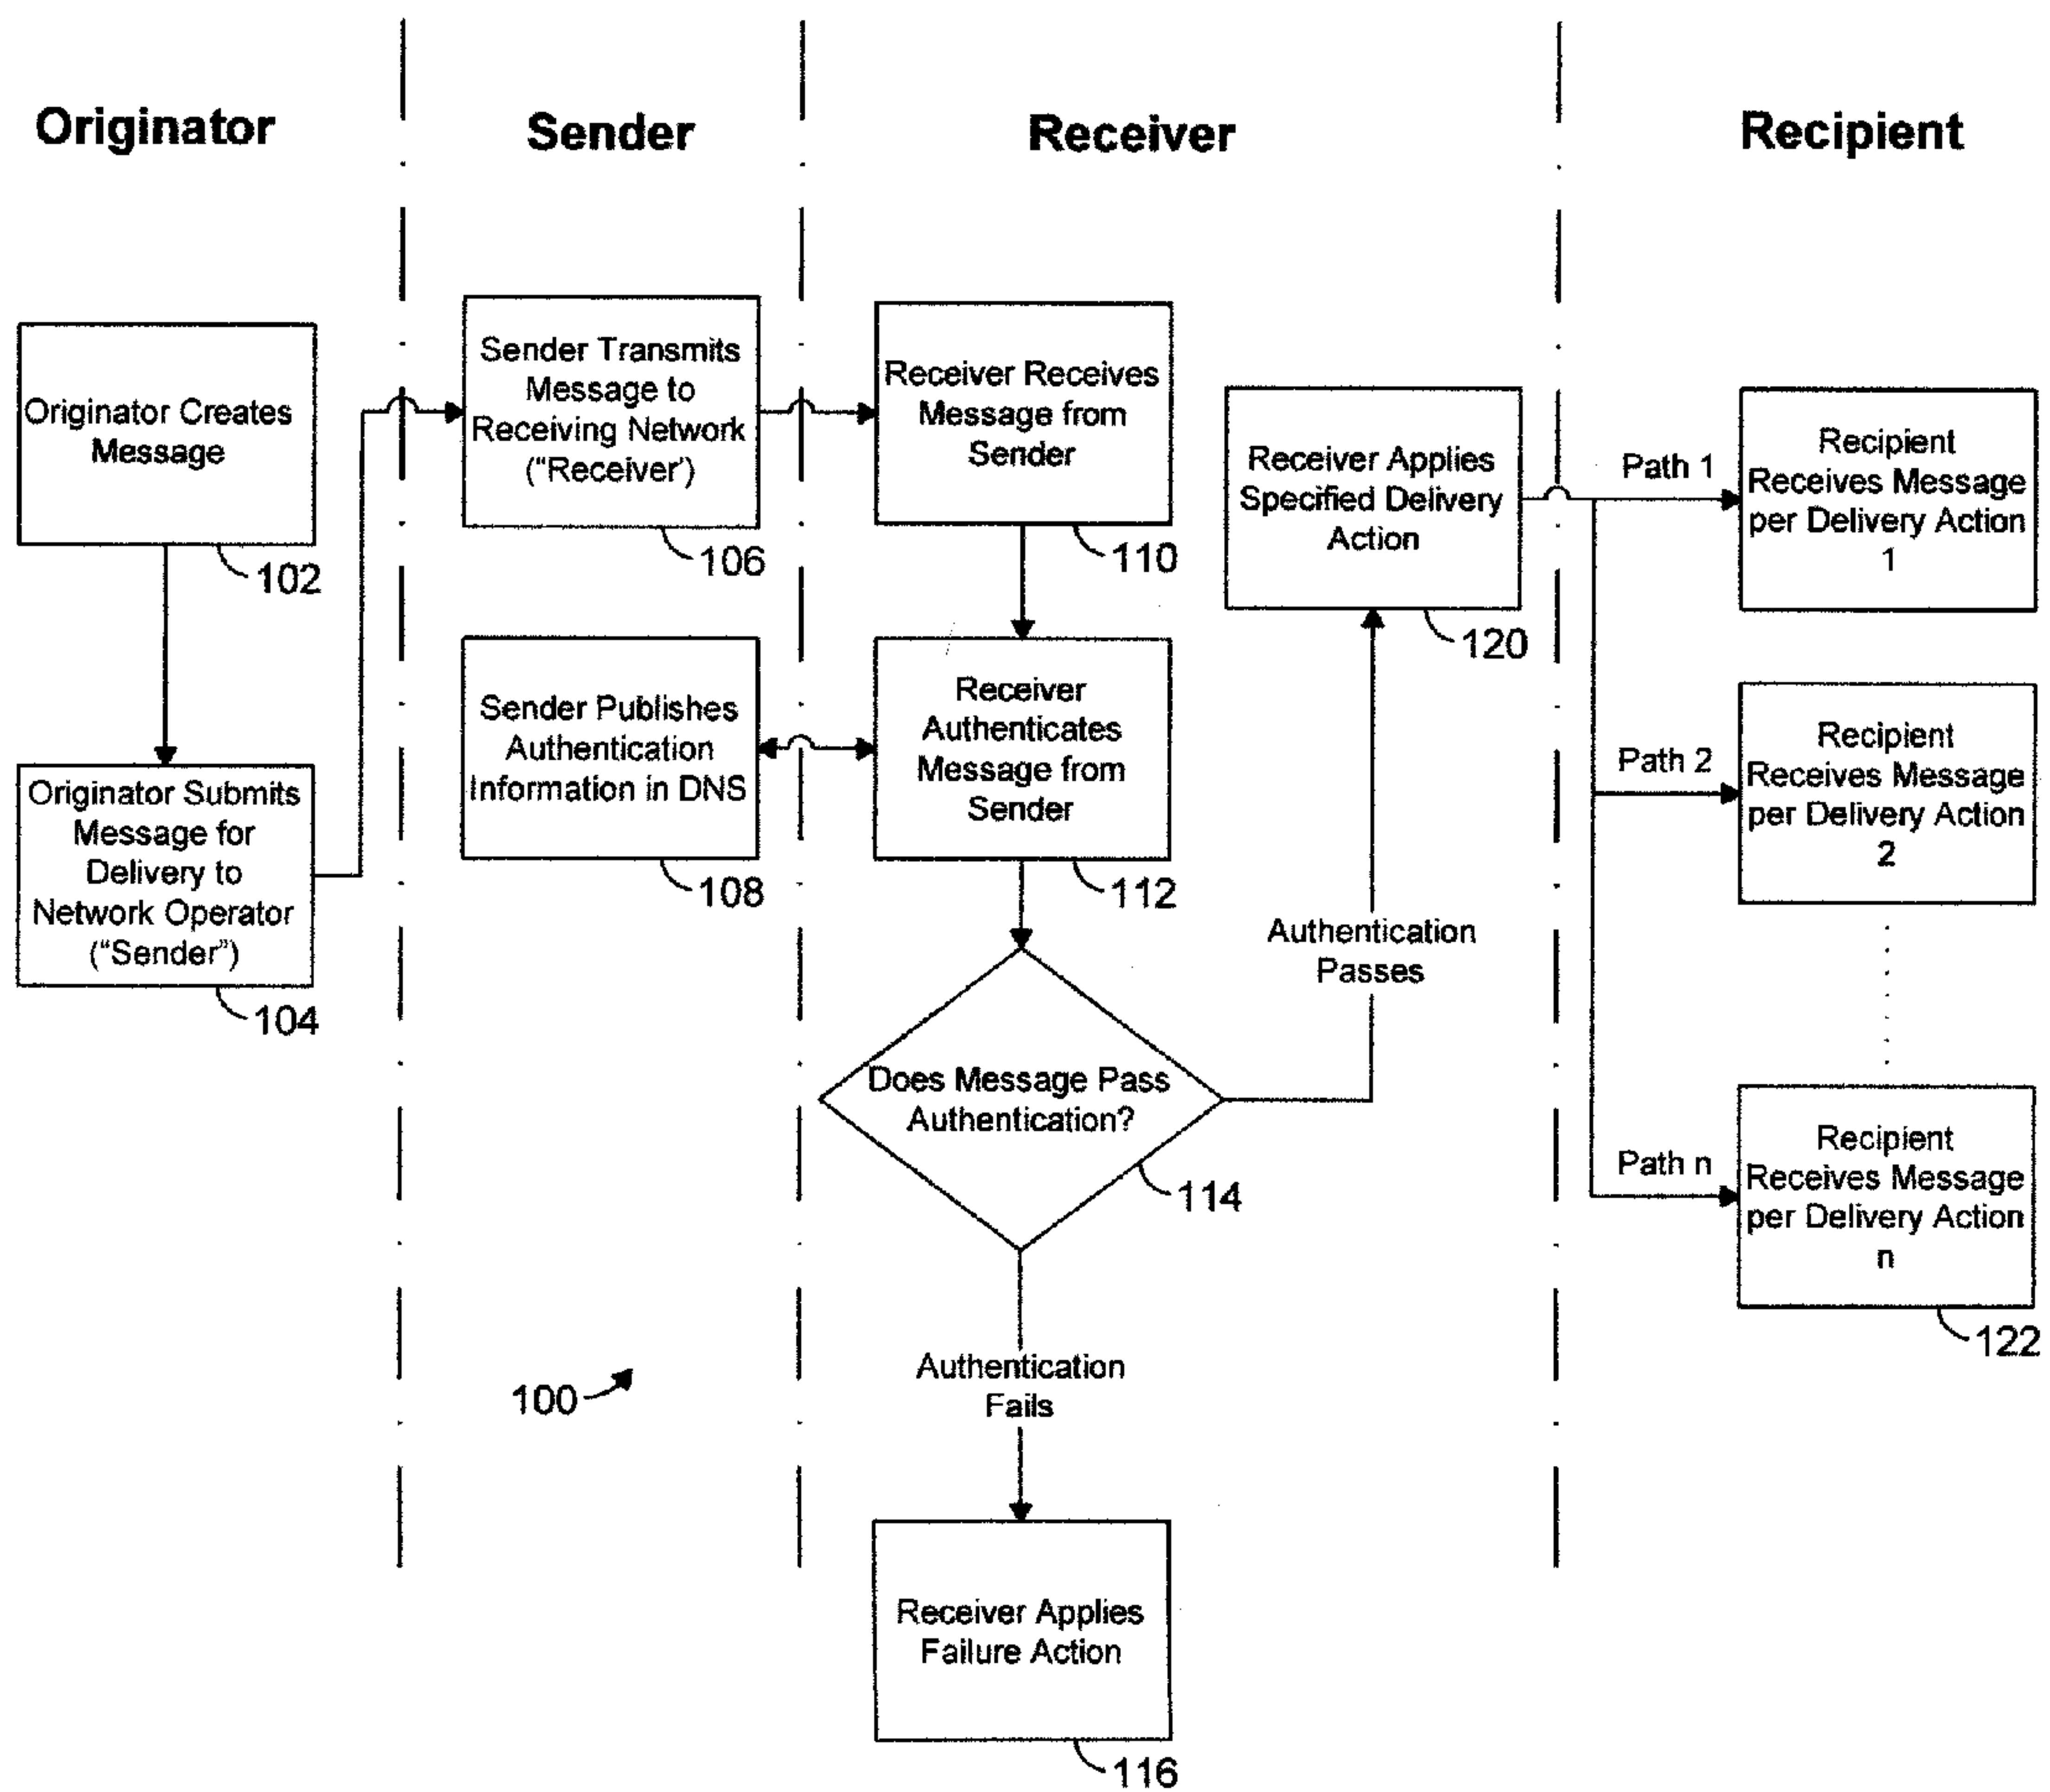 Originator
Sender
Receiver
Recipient
Originator Creates
Message
102
Originator Submits
Message for
Delivery to
Network Operator
("Sender")
104
Sender Transmits
Message to
Receiving Network
("Receiver')
106
Sender Publishes
Authentication
Information in DNS
108
Receiver Receives
Message from
Sender
110
Receiver
Authenticates
Message from
Sender
112
Does Message Pass
Authentication?
114
Authentication
Fails
Receiver Applies
Failure Action
116
Authentication
Passes
Receiver Applies
Specified Delivery
Action
120
Path 1
Recipient
Receives Message
per Delivery Action
1
Path 2
Recipient
Receives Message
per Delivery Action
2
Path n
Recipient
Receives Message
per Delivery Action
n
122
100